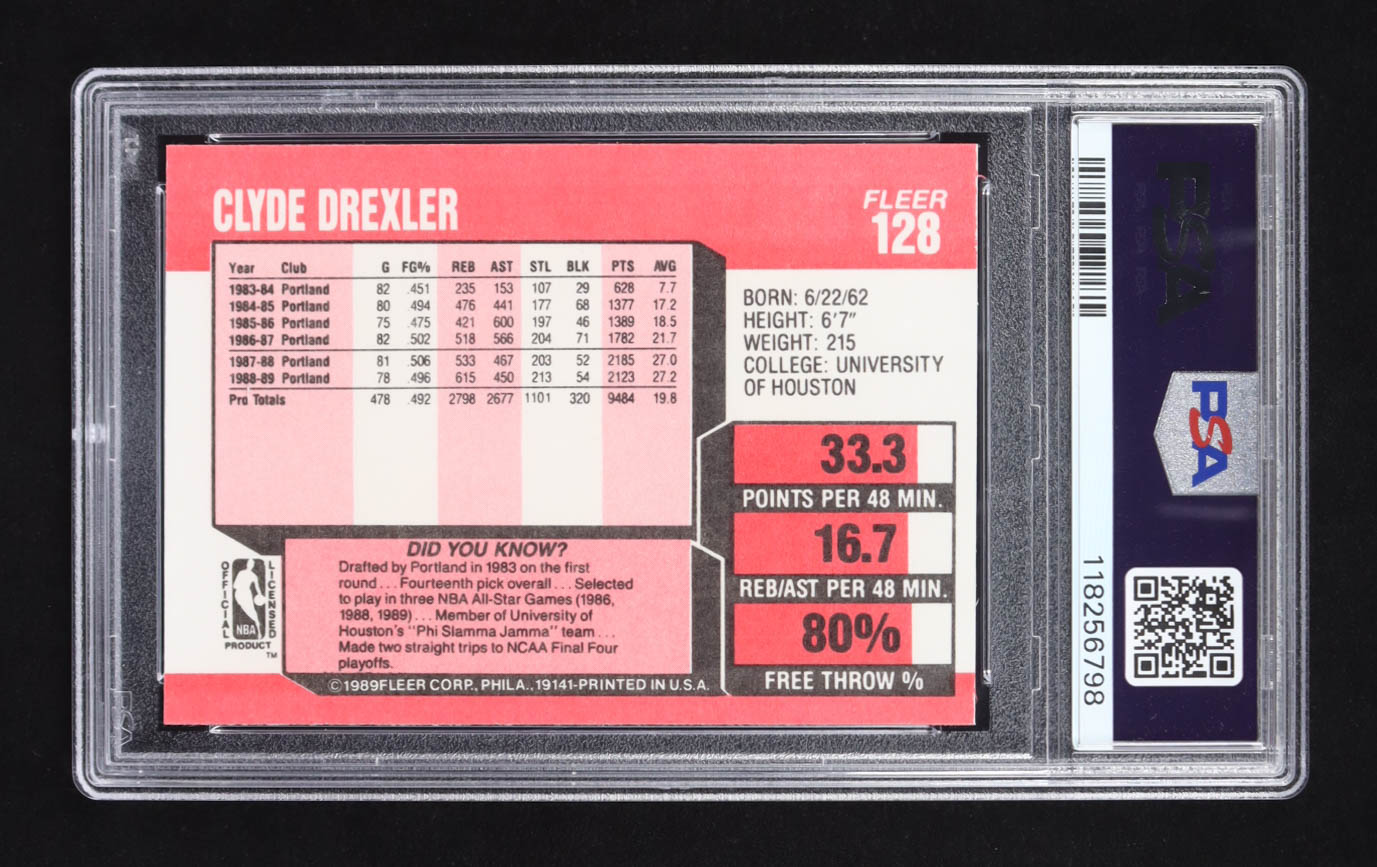 CLYDE DREXLER
FLEER
128
Year Club G FG% REB AST STL BLK PTS AVG
1983-84 Portland 82 .451 235 153 107 29 628 7.7
1984-85 Portland 80 .494 476 441 177 68 1377 17.2
1985-86 Portland 75 .475 421 600 197 46 1389 18.5
1986-87 Portland 82 .502 518 566 204 71 1782 21.7
1987-88 Portland 81 .506 533 467 203 52 2185 27.0
1988-89 Portland 78 .496 615 450 213 54 2123 27.2
Pro Totals 478 .492 2798 2677 1101 320 9484 19.8
BORN: 6/22/62
HEIGHT: 6'7"
WEIGHT: 215
COLLEGE: UNIVERSITY
OF HOUSTON
33.3
POINTS PER 48 MIN.
16.7
REB/AST PER 48 MIN.
80%
FREE THROW %
DID YOU KNOW?
Drafted by Portland in 1983 on the first
round... Fourteenth pick overall... Selected
to play in three NBA All-Star Games (1986,
1988, 1989)... Member of University of
Houston's "Phi Slamma Jamma" team...
Made two straight trips to NCAA Final Four
playoffs.
OFFICIAL LICENSED
NBA
PRODUCT
TM
©1989 FLEER CORP., PHILA., 19141-PRINTED IN U.S.A.
PSA
PSA
118256798